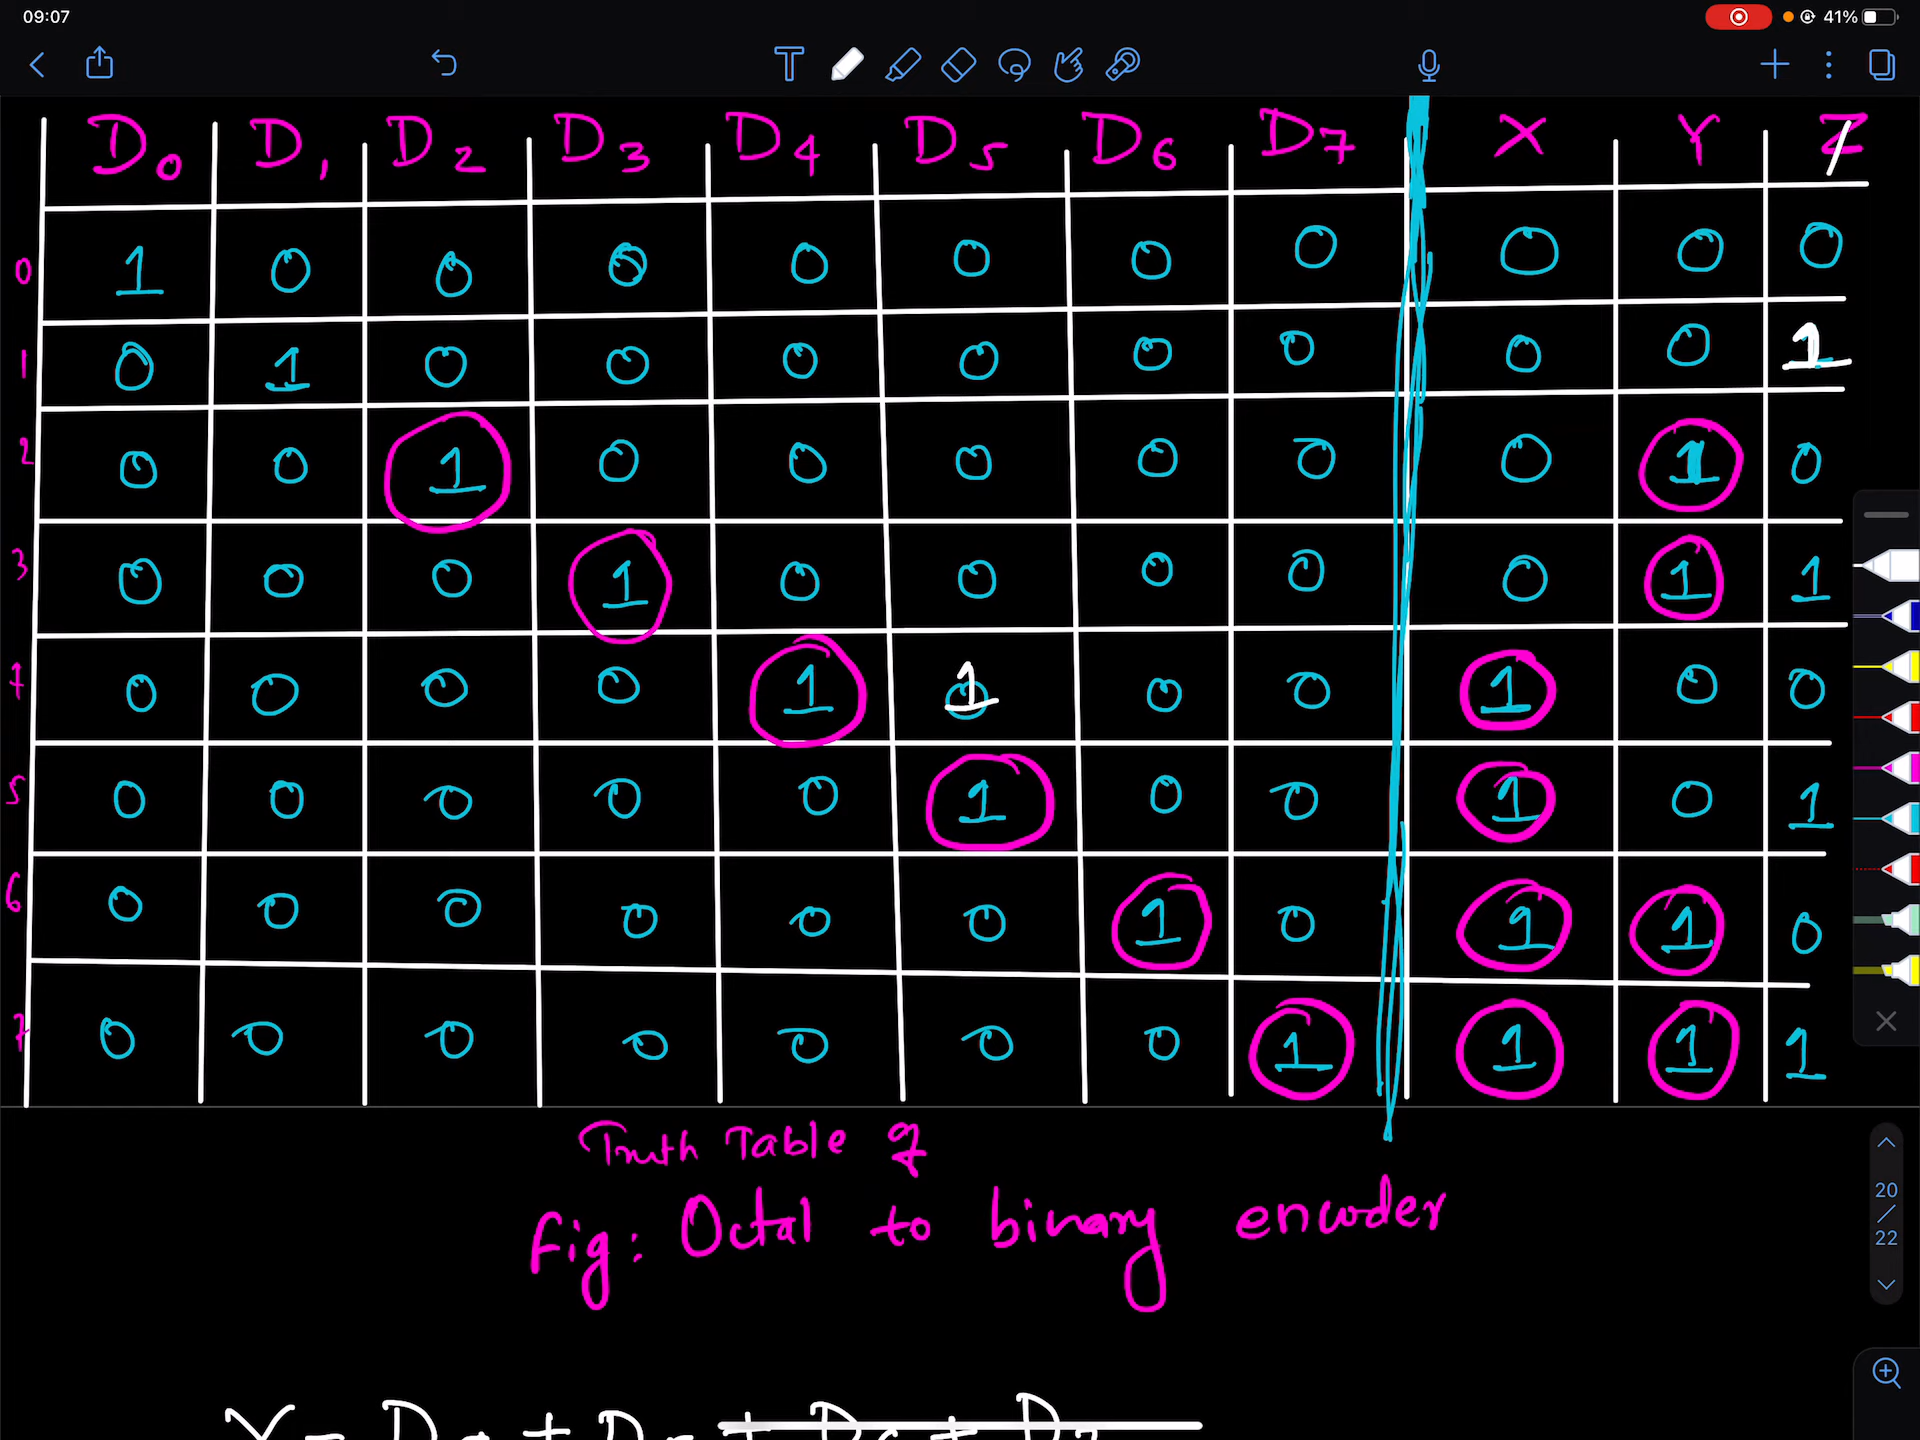 09:07 41%
D0 D1 D2 D3 D4 D5 D6 D7 X Y Z
0 1 0 0 0 0 0 0 0 0 0 0
1 0 1 0 0 0 0 0 0 0 0 1
2 0 0 1 0 0 0 0 0 0 1 0
3 0 0 0 1 0 0 0 0 0 1 1
0 0 0 0 1 1 0 0 1 0 0
5 0 0 0 0 0 1 0 0 1 0 1
6 0 0 0 0 0 0 1 0 1 1 0
7 0 0 0 0 0 0 0 1 1 1 1
Truth Table of
fig: Octal to binary encoder
20
/
22